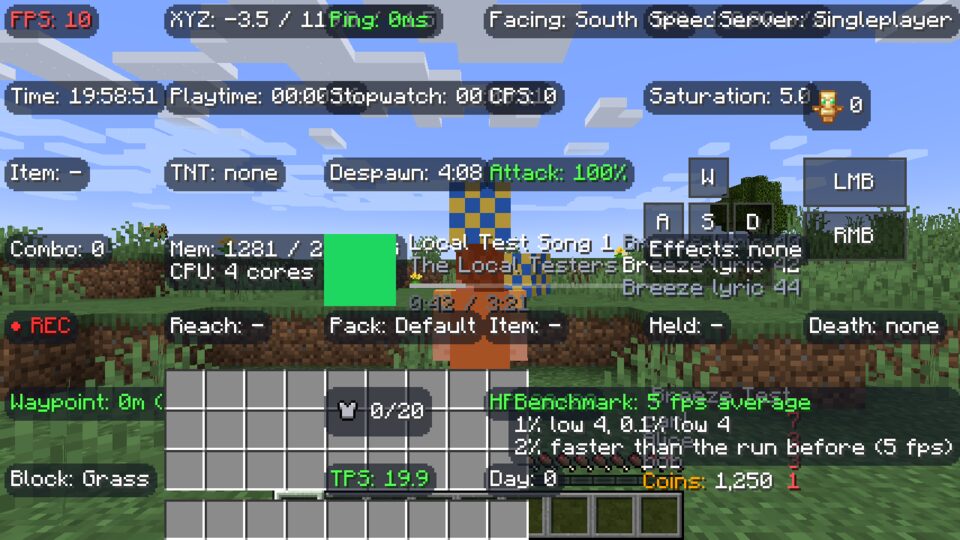 FPS: 10
XYZ: -3.5 / 11
Ping: 0ms
Facing: South
Speed
Server: Singleplayer
Time: 19:58:51
Playtime: 00:00
Stopwatch: 00
CPS: 0
Saturation: 5.0
0
Item: -
TNT: none
Despawn: 4:08
Attack: 100%
W
LMB
A
S
D
RMB
Combo: 0
Mem: 1281 / 2
CPU: 4 cores
Local Test Song 1
The Local Testers
0:42 / 3:21
Effects: none
Breeze lyric 42
Breeze lyric 44
REC
Reach: -
Pack: Default
Item: -
Held: -
Death: none
Waypoint: 0m (
0/20
Breeze Test
Benchmark: 5 fps average
1% low 4, 0.1% low 4
2% faster than the run before (5 fps)
Block: Grass
TPS: 19.9
Day: 0
Coins: 1,250
1